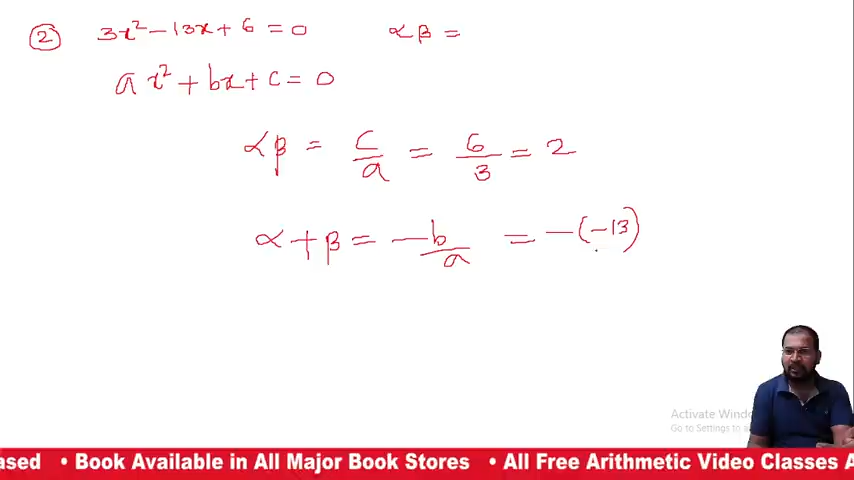 ② 3x² − 13x + 6 = 0 αβ =
ax² + bx + c = 0
αβ = c/a = 6/3 = 2
α + β = −b/a = −(−13)
Activate Windo
Go to Settings to a
ased • Book Available in All Major Book Stores • All Free Arithmetic Video Classes A